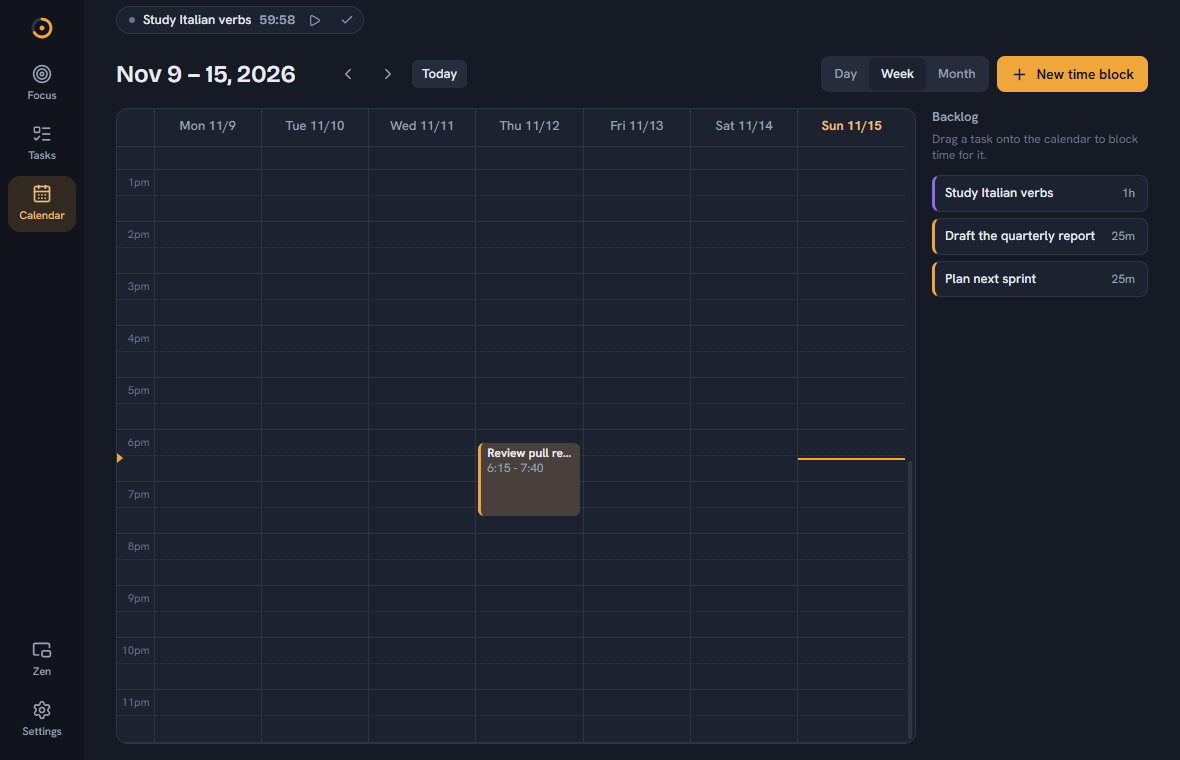 Study Italian verbs 59:58
Focus
Tasks
Calendar
Zen
Settings
Nov 9 – 15, 2026
Today
Day Week Month
+ New time block
Mon 11/9 Tue 11/10 Wed 11/11 Thu 11/12 Fri 11/13 Sat 11/14 Sun 11/15
1pm
2pm
3pm
4pm
5pm
6pm
7pm
8pm
9pm
10pm
11pm
Review pull re...
6:15 - 7:40
Backlog
Drag a task onto the calendar to block
time for it.
Study Italian verbs 1h
Draft the quarterly report 25m
Plan next sprint 25m